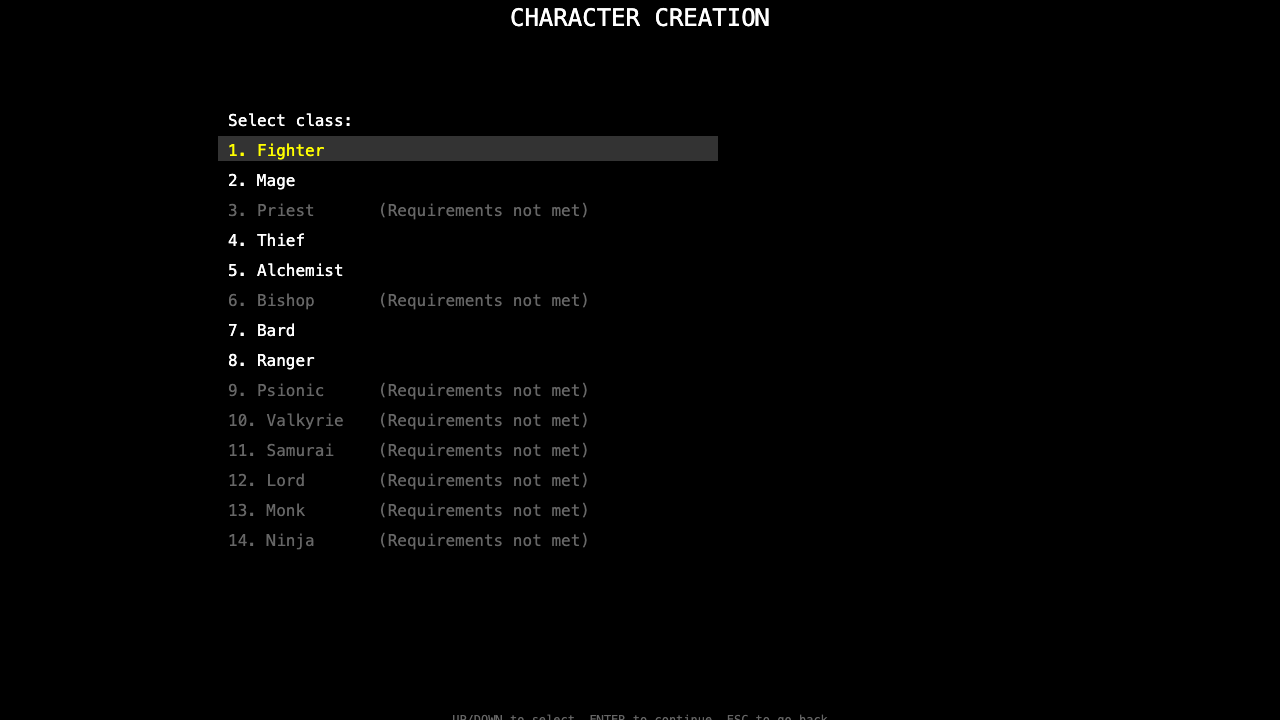 CHARACTER CREATION
Select class:
1. Fighter
2. Mage
3. Priest (Requirements not met)
4. Thief
5. Alchemist
6. Bishop (Requirements not met)
7. Bard
8. Ranger
9. Psionic (Requirements not met)
10. Valkyrie (Requirements not met)
11. Samurai (Requirements not met)
12. Lord (Requirements not met)
13. Monk (Requirements not met)
14. Ninja (Requirements not met)
UP/DOWN to select, ENTER to continue, ESC to go back